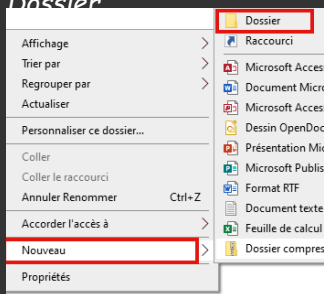 Dossier
Affichage
Trier par
Regrouper par
Actualiser
Personnaliser ce dossier...
Coller
Coller le raccourci
Annuler Renommer Ctrl+Z
Accorder l'accès à
Nouveau
Propriétés
Dossier
Raccourci
Microsoft Acces
Document Micro
Microsoft Acces
Dessin OpenDoc
Présentation Mic
Microsoft Publis
Format RTF
Document texte
Feuille de calcul
Dossier compres